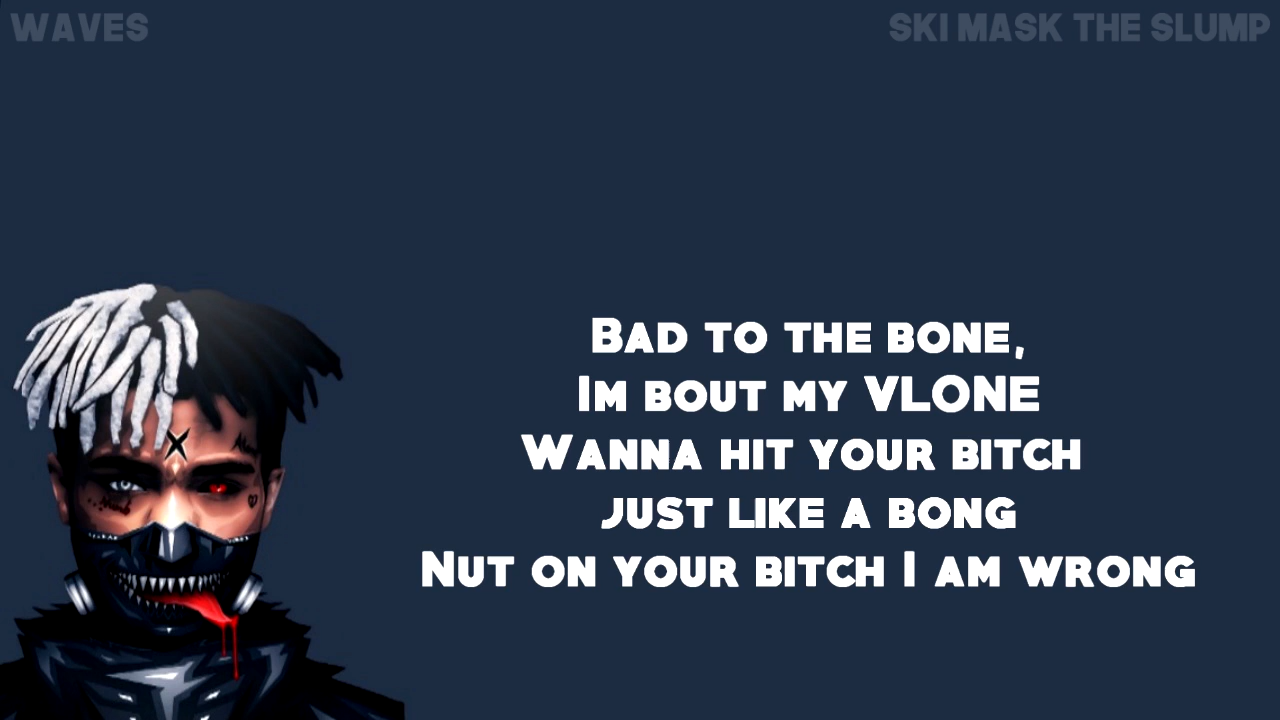 WAVES
SKI MASK THE SLUMP
BAD TO THE BONE,
IM BOUT MY VLONE
WANNA HIT YOUR BITCH
JUST LIKE A BONG
NUT ON YOUR BITCH I AM WRONG